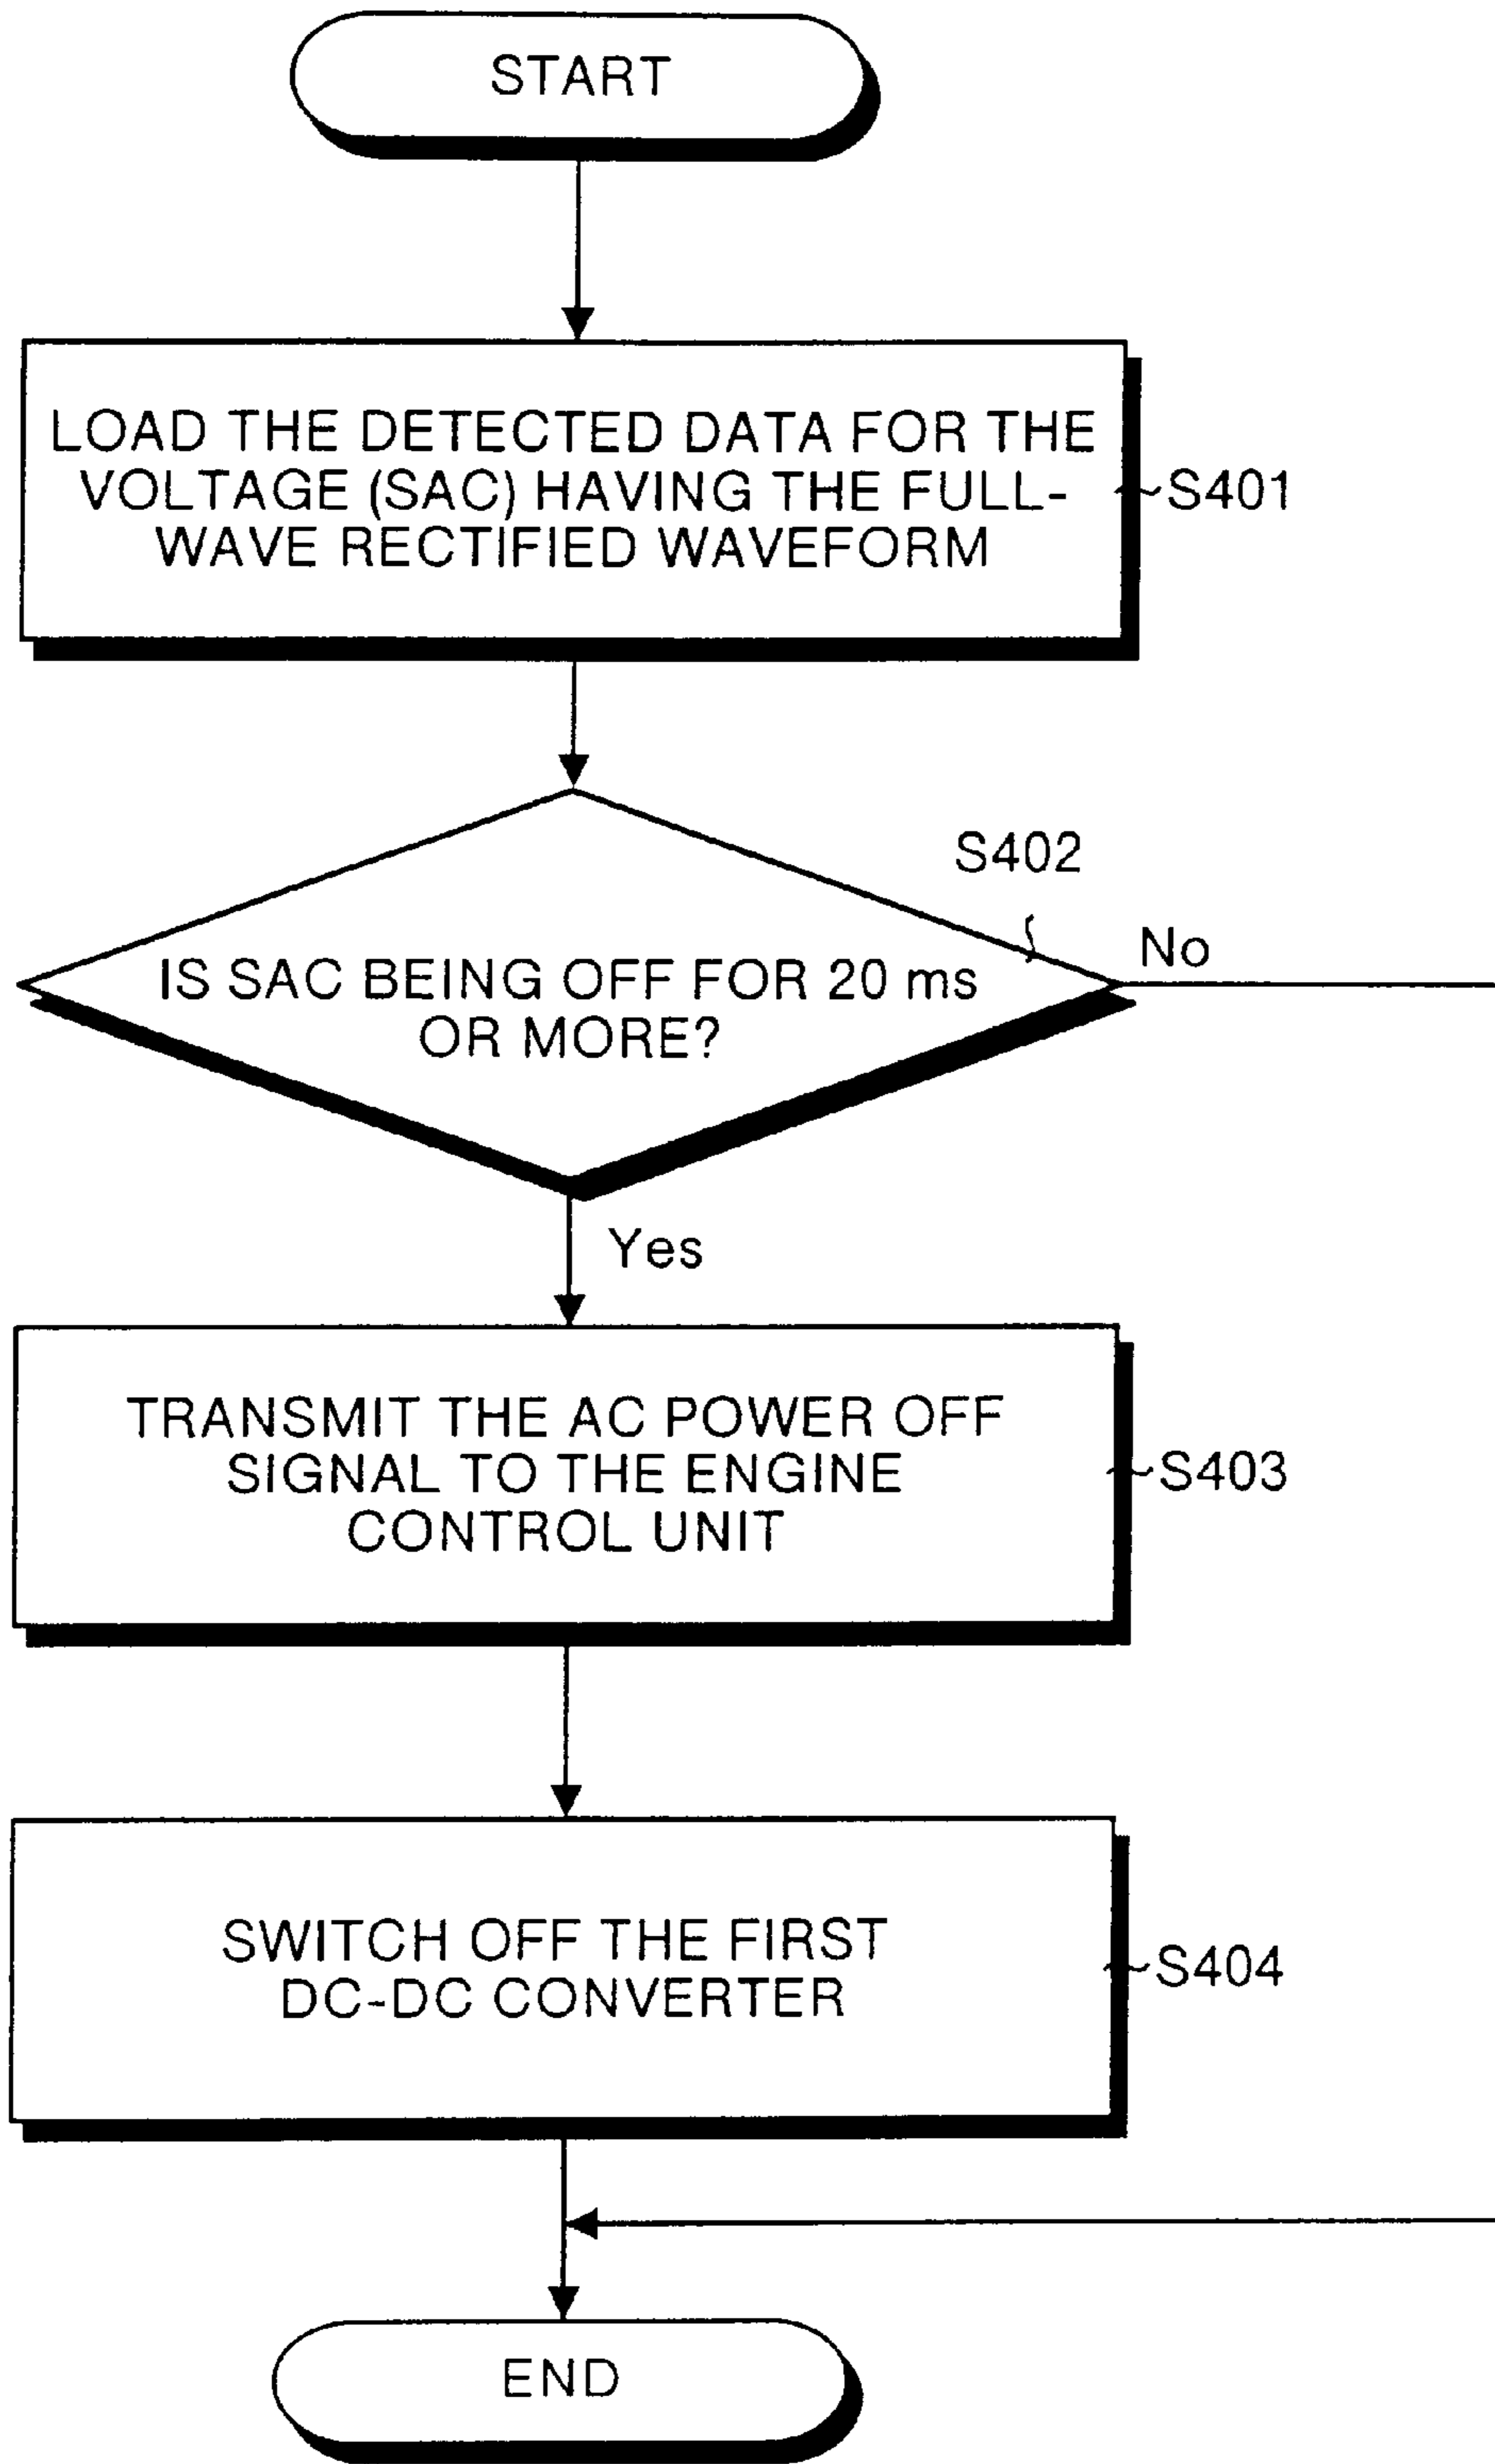 START
LOAD THE DETECTED DATA FOR THE
VOLTAGE (SAC) HAVING THE FULL-
WAVE RECTIFIED WAVEFORM
S401
S402
IS SAC BEING OFF FOR 20 ms
OR MORE?
No
Yes
TRANSMIT THE AC POWER OFF
SIGNAL TO THE ENGINE
CONTROL UNIT
S403
SWITCH OFF THE FIRST
DC-DC CONVERTER
S404
END